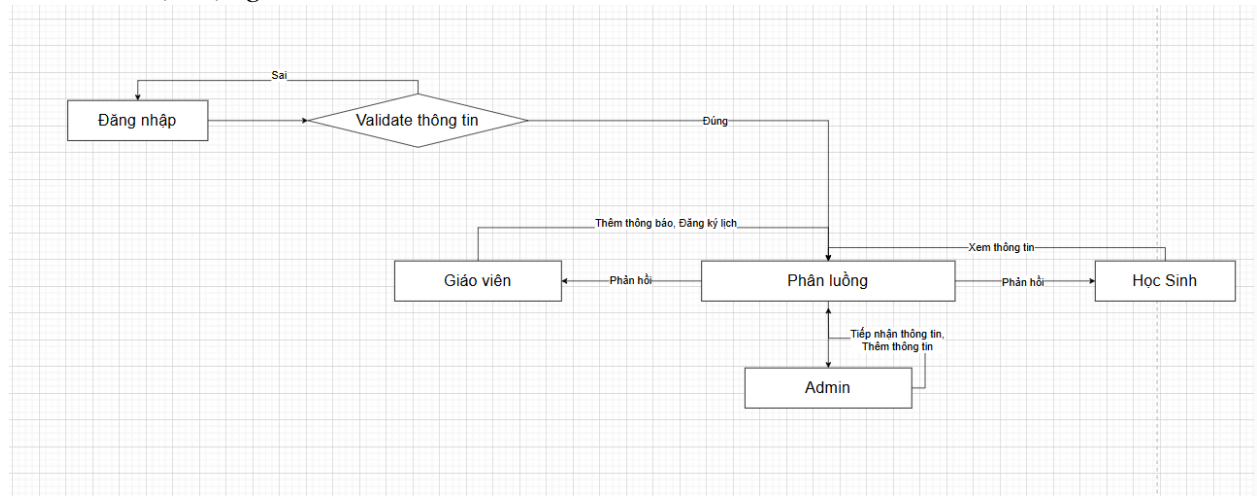 Sai
Đăng nhập
Validate thông tin
Đúng
Thêm thông báo, Đăng ký lịch
Xem thông tin
Giáo viên
Phản hồi
Phân luồng
Phản hồi
Học Sinh
Tiếp nhận thông tin,
Thêm thông tin
Admin